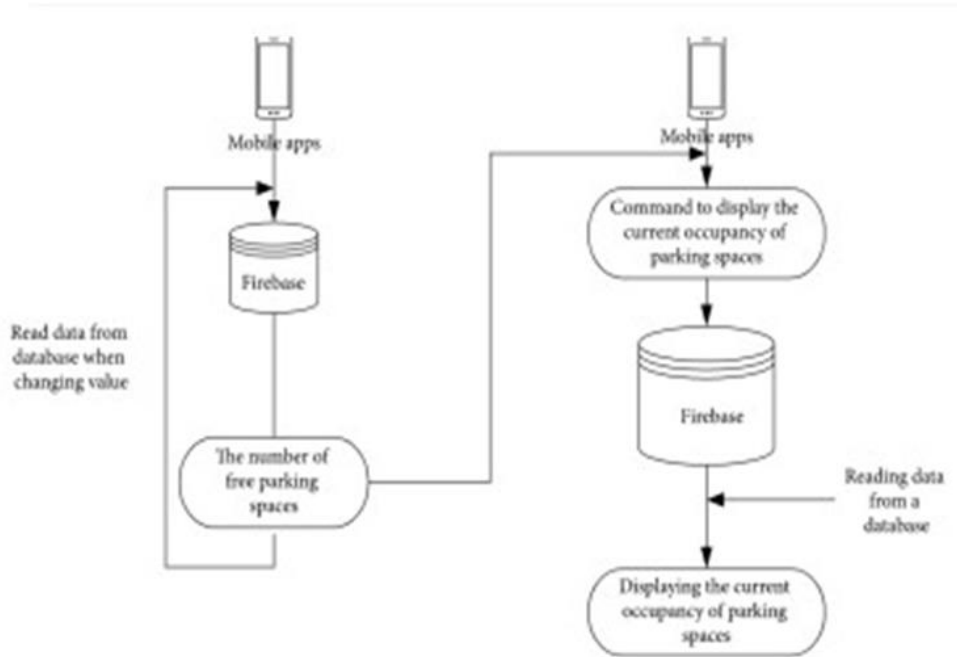 Mobile apps
Firebase
Read data from
database when
changing value
The number of
free parking
spaces
Mobile apps
Command to display the
current occupancy of
parking spaces
Firebase
Reading data
from a
database
Displaying the current
occupancy of parking
spaces